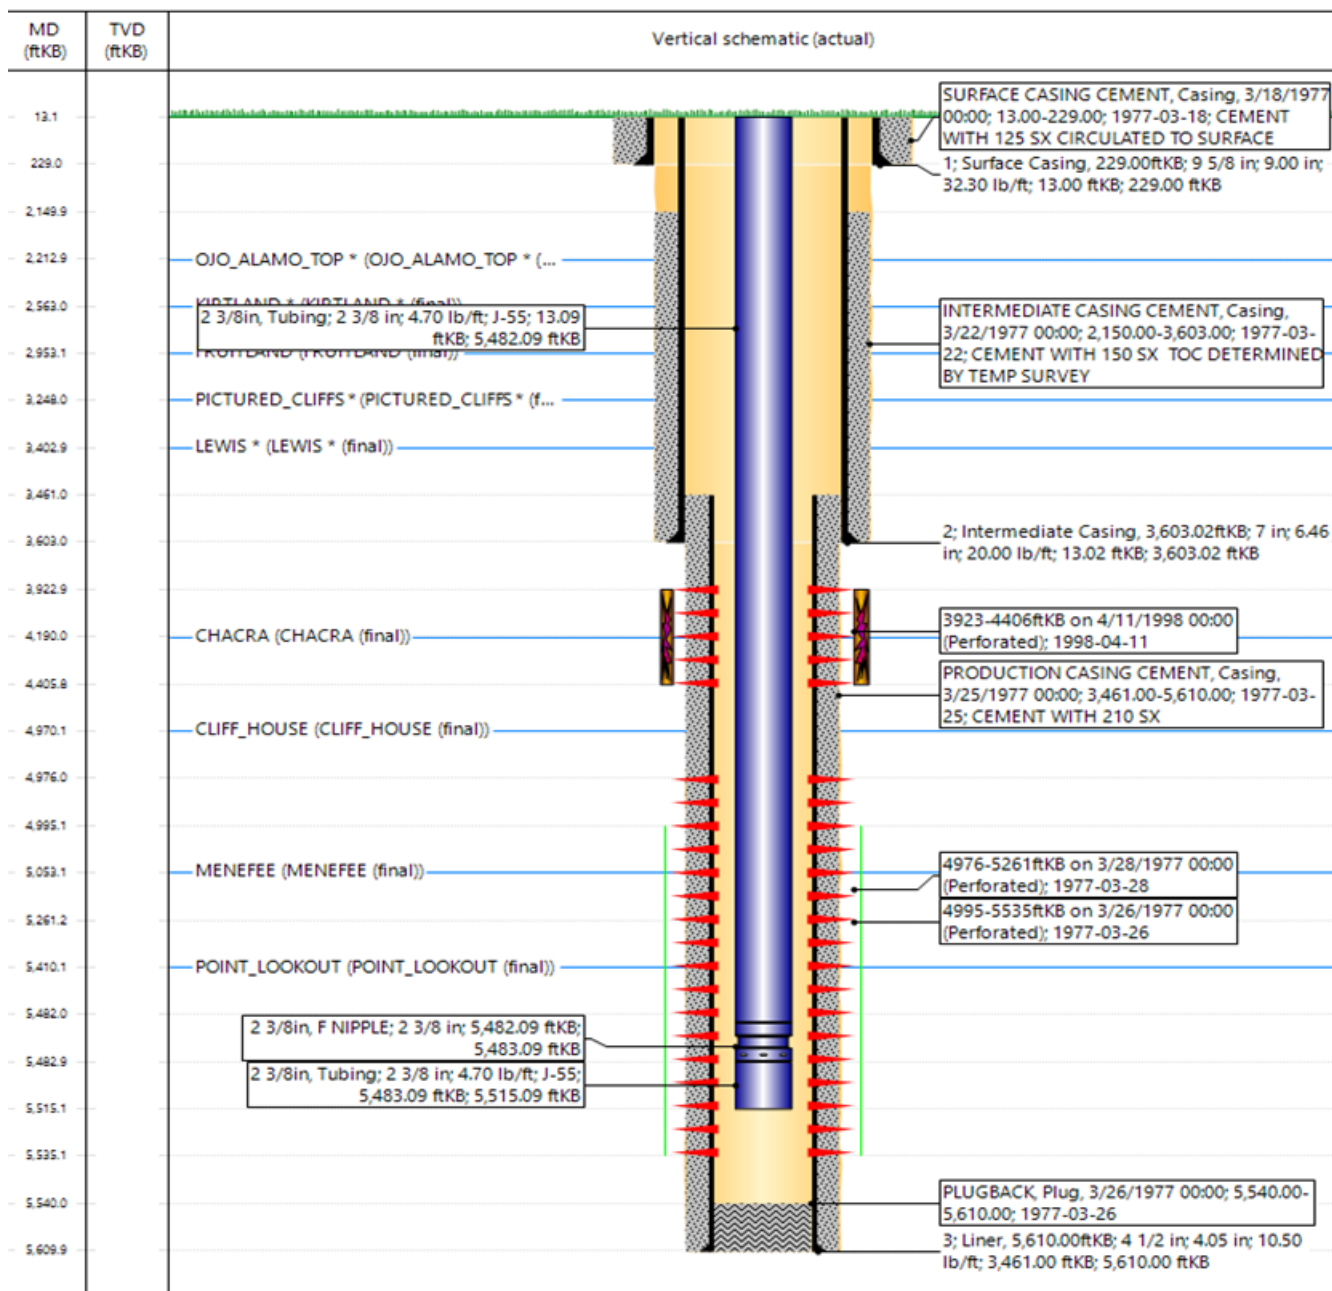 MD
(ftKB)
TVD
(ftKB)
Vertical schematic (actual)
13.1
229.0
2,149.9
2,212.9
2,563.0
2,953.1
3,248.0
3,402.9
3,461.0
3,603.0
3,922.9
4,190.0
4,405.8
4,970.1
4,976.0
4,995.1
5,053.1
5,261.2
5,410.1
5,482.0
5,482.9
5,515.1
5,535.1
5,540.0
5,609.9
OJO_ALAMO_TOP * (OJO_ALAMO_TOP * (...
KIRTLAND * (KIRTLAND * (final))
2 3/8in, Tubing; 2 3/8 in; 4.70 lb/ft; J-55; 13.09
ftKB; 5,482.09 ftKB
FRUITLAND (FRUITLAND (final))
PICTURED_CLIFFS * (PICTURED_CLIFFS * (f...
LEWIS * (LEWIS * (final))
CHACRA (CHACRA (final))
CLIFF_HOUSE (CLIFF_HOUSE (final))
MENEFEE (MENEFEE (final))
POINT_LOOKOUT (POINT_LOOKOUT (final))
2 3/8in, F NIPPLE; 2 3/8 in; 5,482.09 ftKB;
5,483.09 ftKB
2 3/8in, Tubing; 2 3/8 in; 4.70 lb/ft; J-55;
5,483.09 ftKB; 5,515.09 ftKB
SURFACE CASING CEMENT, Casing, 3/18/1977
00:00; 13.00-229.00; 1977-03-18; CEMENT
WITH 125 SX CIRCULATED TO SURFACE
1; Surface Casing, 229.00ftKB; 9 5/8 in; 9.00 in;
32.30 lb/ft; 13.00 ftKB; 229.00 ftKB
INTERMEDIATE CASING CEMENT, Casing,
3/22/1977 00:00; 2,150.00-3,603.00; 1977-03-
22; CEMENT WITH 150 SX TOC DETERMINED
BY TEMP SURVEY
2; Intermediate Casing, 3,603.02ftKB; 7 in; 6.46
in; 20.00 lb/ft; 13.02 ftKB; 3,603.02 ftKB
3923-4406ftKB on 4/11/1998 00:00
(Perforated); 1998-04-11
PRODUCTION CASING CEMENT, Casing,
3/25/1977 00:00; 3,461.00-5,610.00; 1977-03-
25; CEMENT WITH 210 SX
4976-5261ftKB on 3/28/1977 00:00
(Perforated); 1977-03-28
4995-5535ftKB on 3/26/1977 00:00
(Perforated); 1977-03-26
PLUGBACK, Plug, 3/26/1977 00:00; 5,540.00-
5,610.00; 1977-03-26
3; Liner, 5,610.00ftKB; 4 1/2 in; 4.05 in; 10.50
lb/ft; 3,461.00 ftKB; 5,610.00 ftKB